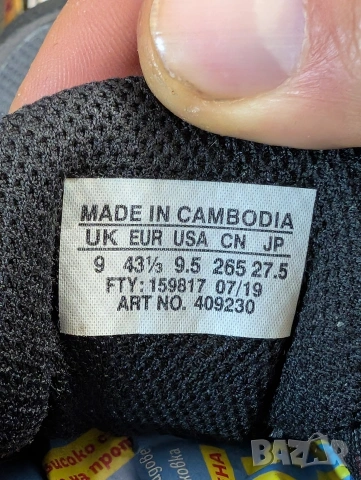 MADE IN CAMBODIA
UK EUR USA CN JP
9 43⅓ 9.5 265 27.5
FTY: 159817 07/19
ART NO. 409230
BAZAR